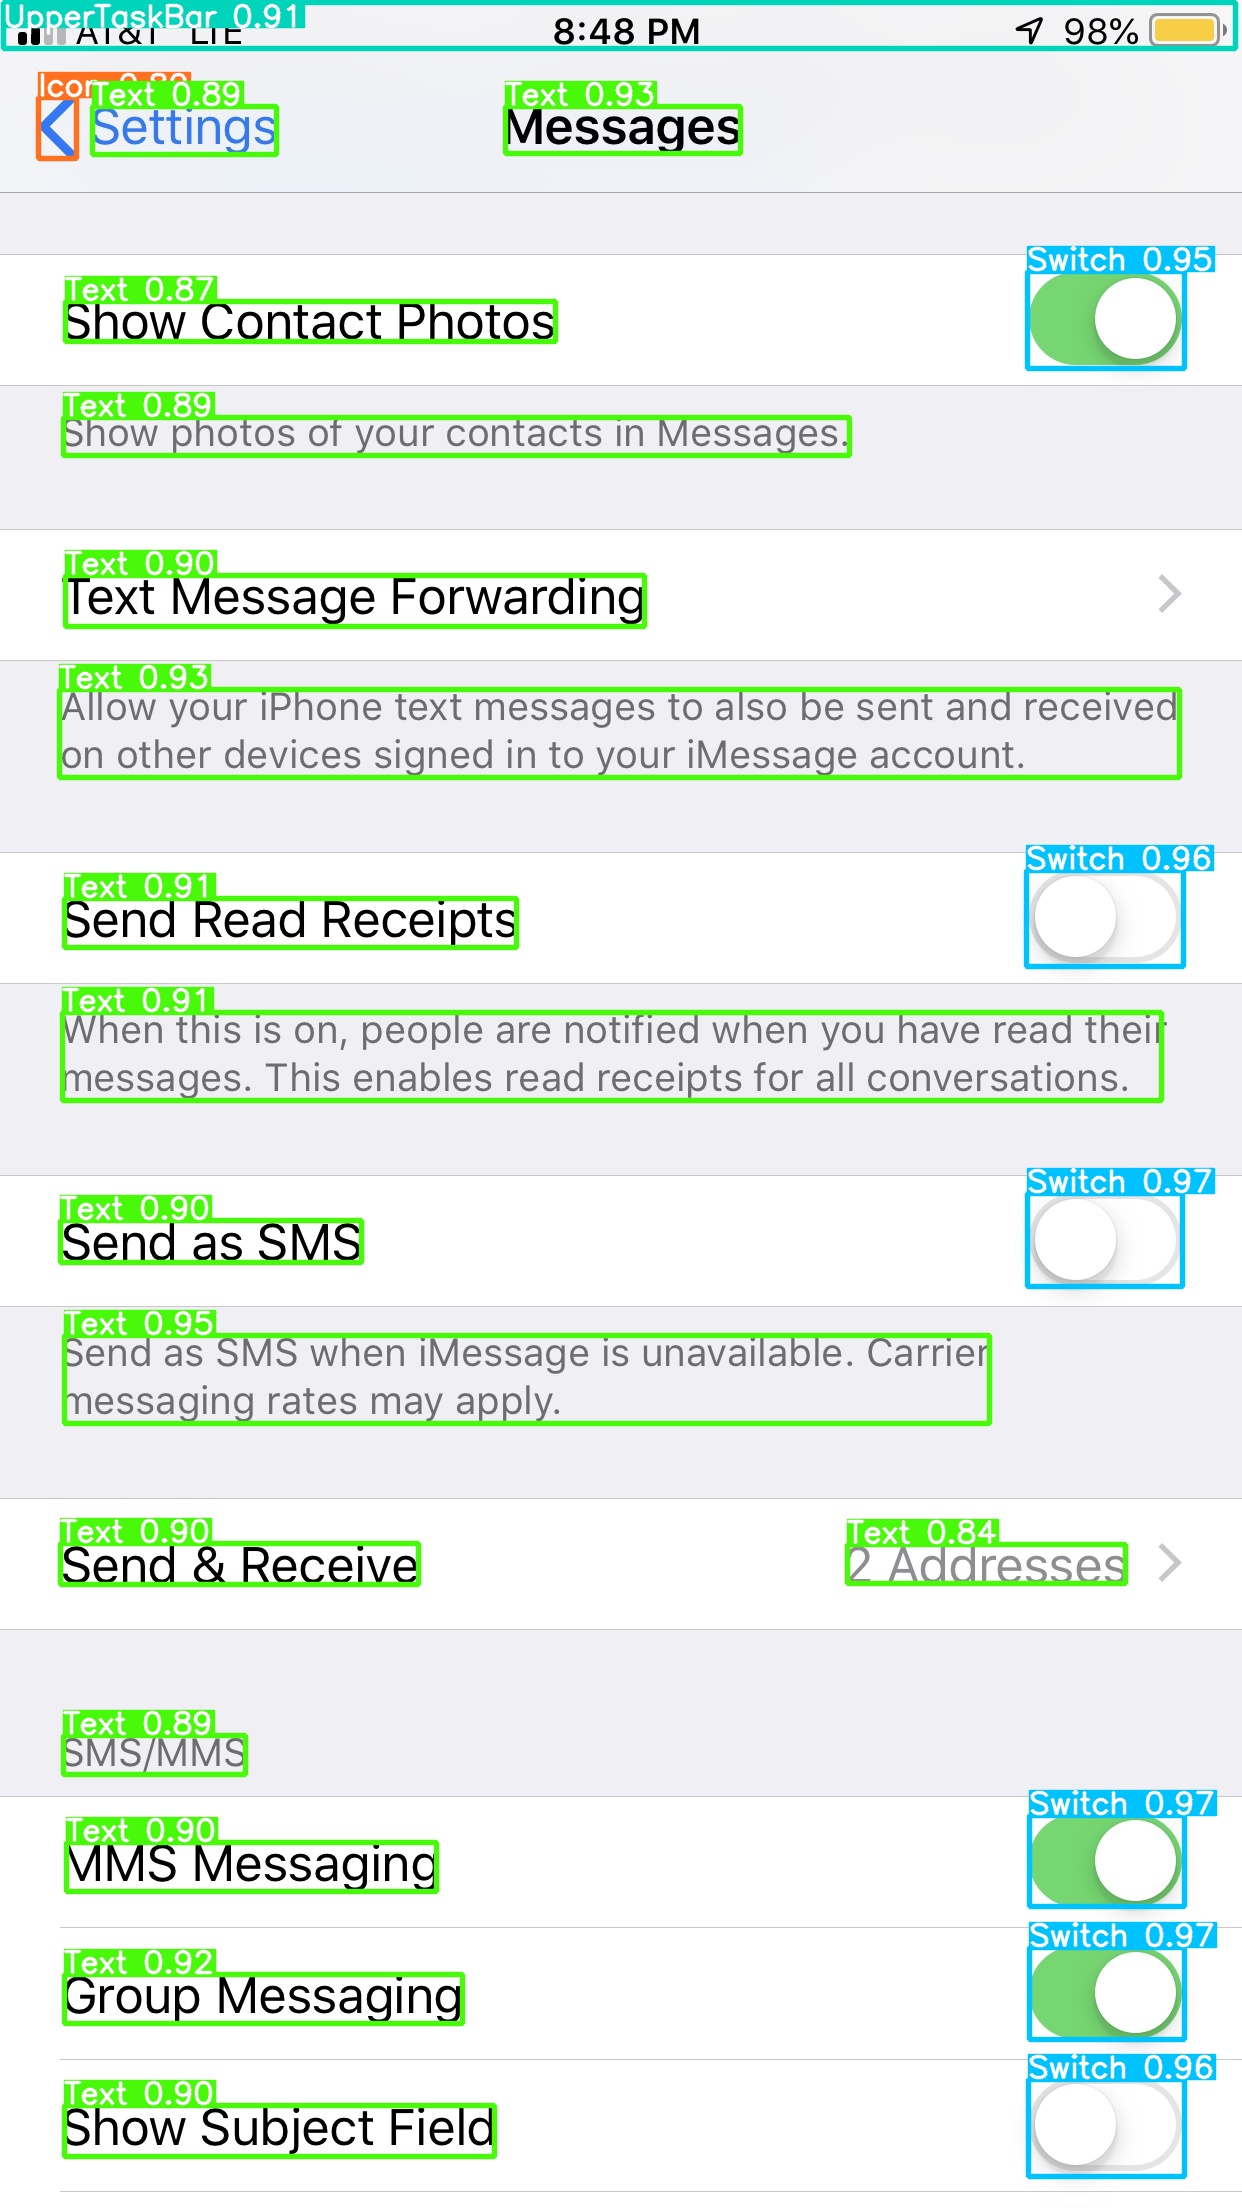 UpperTaskBar 0.91
AT&T LTE 8:48 PM 98%
Icon 0.89
Text 0.89
Text 0.93
Settings Messages
Switch 0.95
Text 0.87
Show Contact Photos
Text 0.89
Show photos of your contacts in Messages.
Text 0.90
Text Message Forwarding
Text 0.93
Allow your iPhone text messages to also be sent and received
on other devices signed in to your iMessage account.
Switch 0.96
Text 0.91
Send Read Receipts
Text 0.91
When this is on, people are notified when you have read their
messages. This enables read receipts for all conversations.
Switch 0.97
Text 0.90
Send as SMS
Text 0.95
Send as SMS when iMessage is unavailable. Carrier
messaging rates may apply.
Text 0.90 Text 0.84
Send & Receive 2 Addresses
Text 0.89
SMS/MMS
Switch 0.97
Text 0.90
MMS Messaging
Switch 0.97
Text 0.92
Group Messaging
Switch 0.96
Text 0.90
Show Subject Field